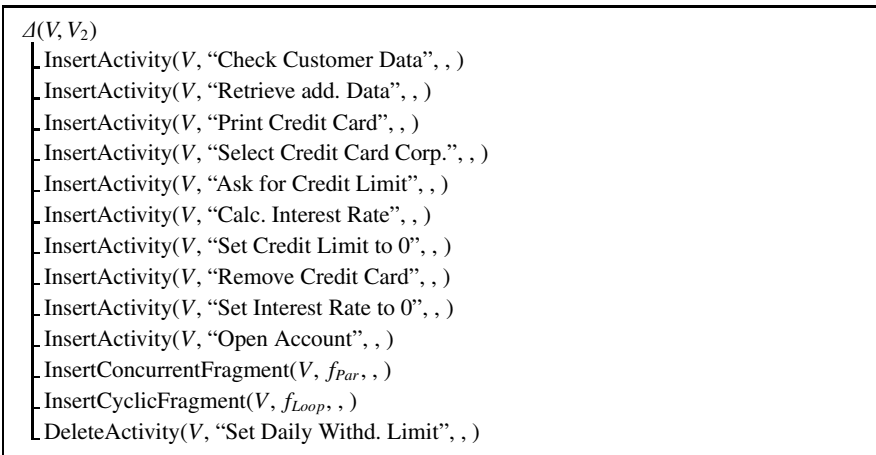 Δ(V, V₂)
InsertActivity(V, “Check Customer Data”, , )
InsertActivity(V, “Retrieve add. Data”, , )
InsertActivity(V, “Print Credit Card”, , )
InsertActivity(V, “Select Credit Card Corp.”, , )
InsertActivity(V, “Ask for Credit Limit”, , )
InsertActivity(V, “Calc. Interest Rate”, , )
InsertActivity(V, “Set Credit Limit to 0”, , )
InsertActivity(V, “Remove Credit Card”, , )
InsertActivity(V, “Set Interest Rate to 0”, , )
InsertActivity(V, “Open Account”, , )
InsertConcurrentFragment(V, f_Par, , )
InsertCyclicFragment(V, f_Loop, , )
DeleteActivity(V, “Set Daily Withd. Limit”, , )